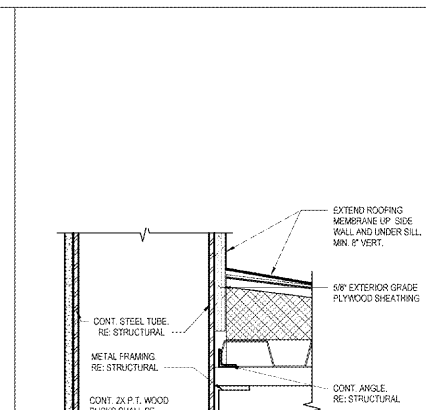 EXTEND ROOFING
MEMBRANE UP SIDE
WALL AND UNDER SILL,
MIN. 8" VERT.
5/8" EXTERIOR GRADE
PLYWOOD SHEATHING
CONT. STEEL TUBE.
RE: STRUCTURAL
METAL FRAMING.
RE: STRUCTURAL
CONT. ANGLE.
RE: STRUCTURAL
CONT. 2X P.T. WOOD